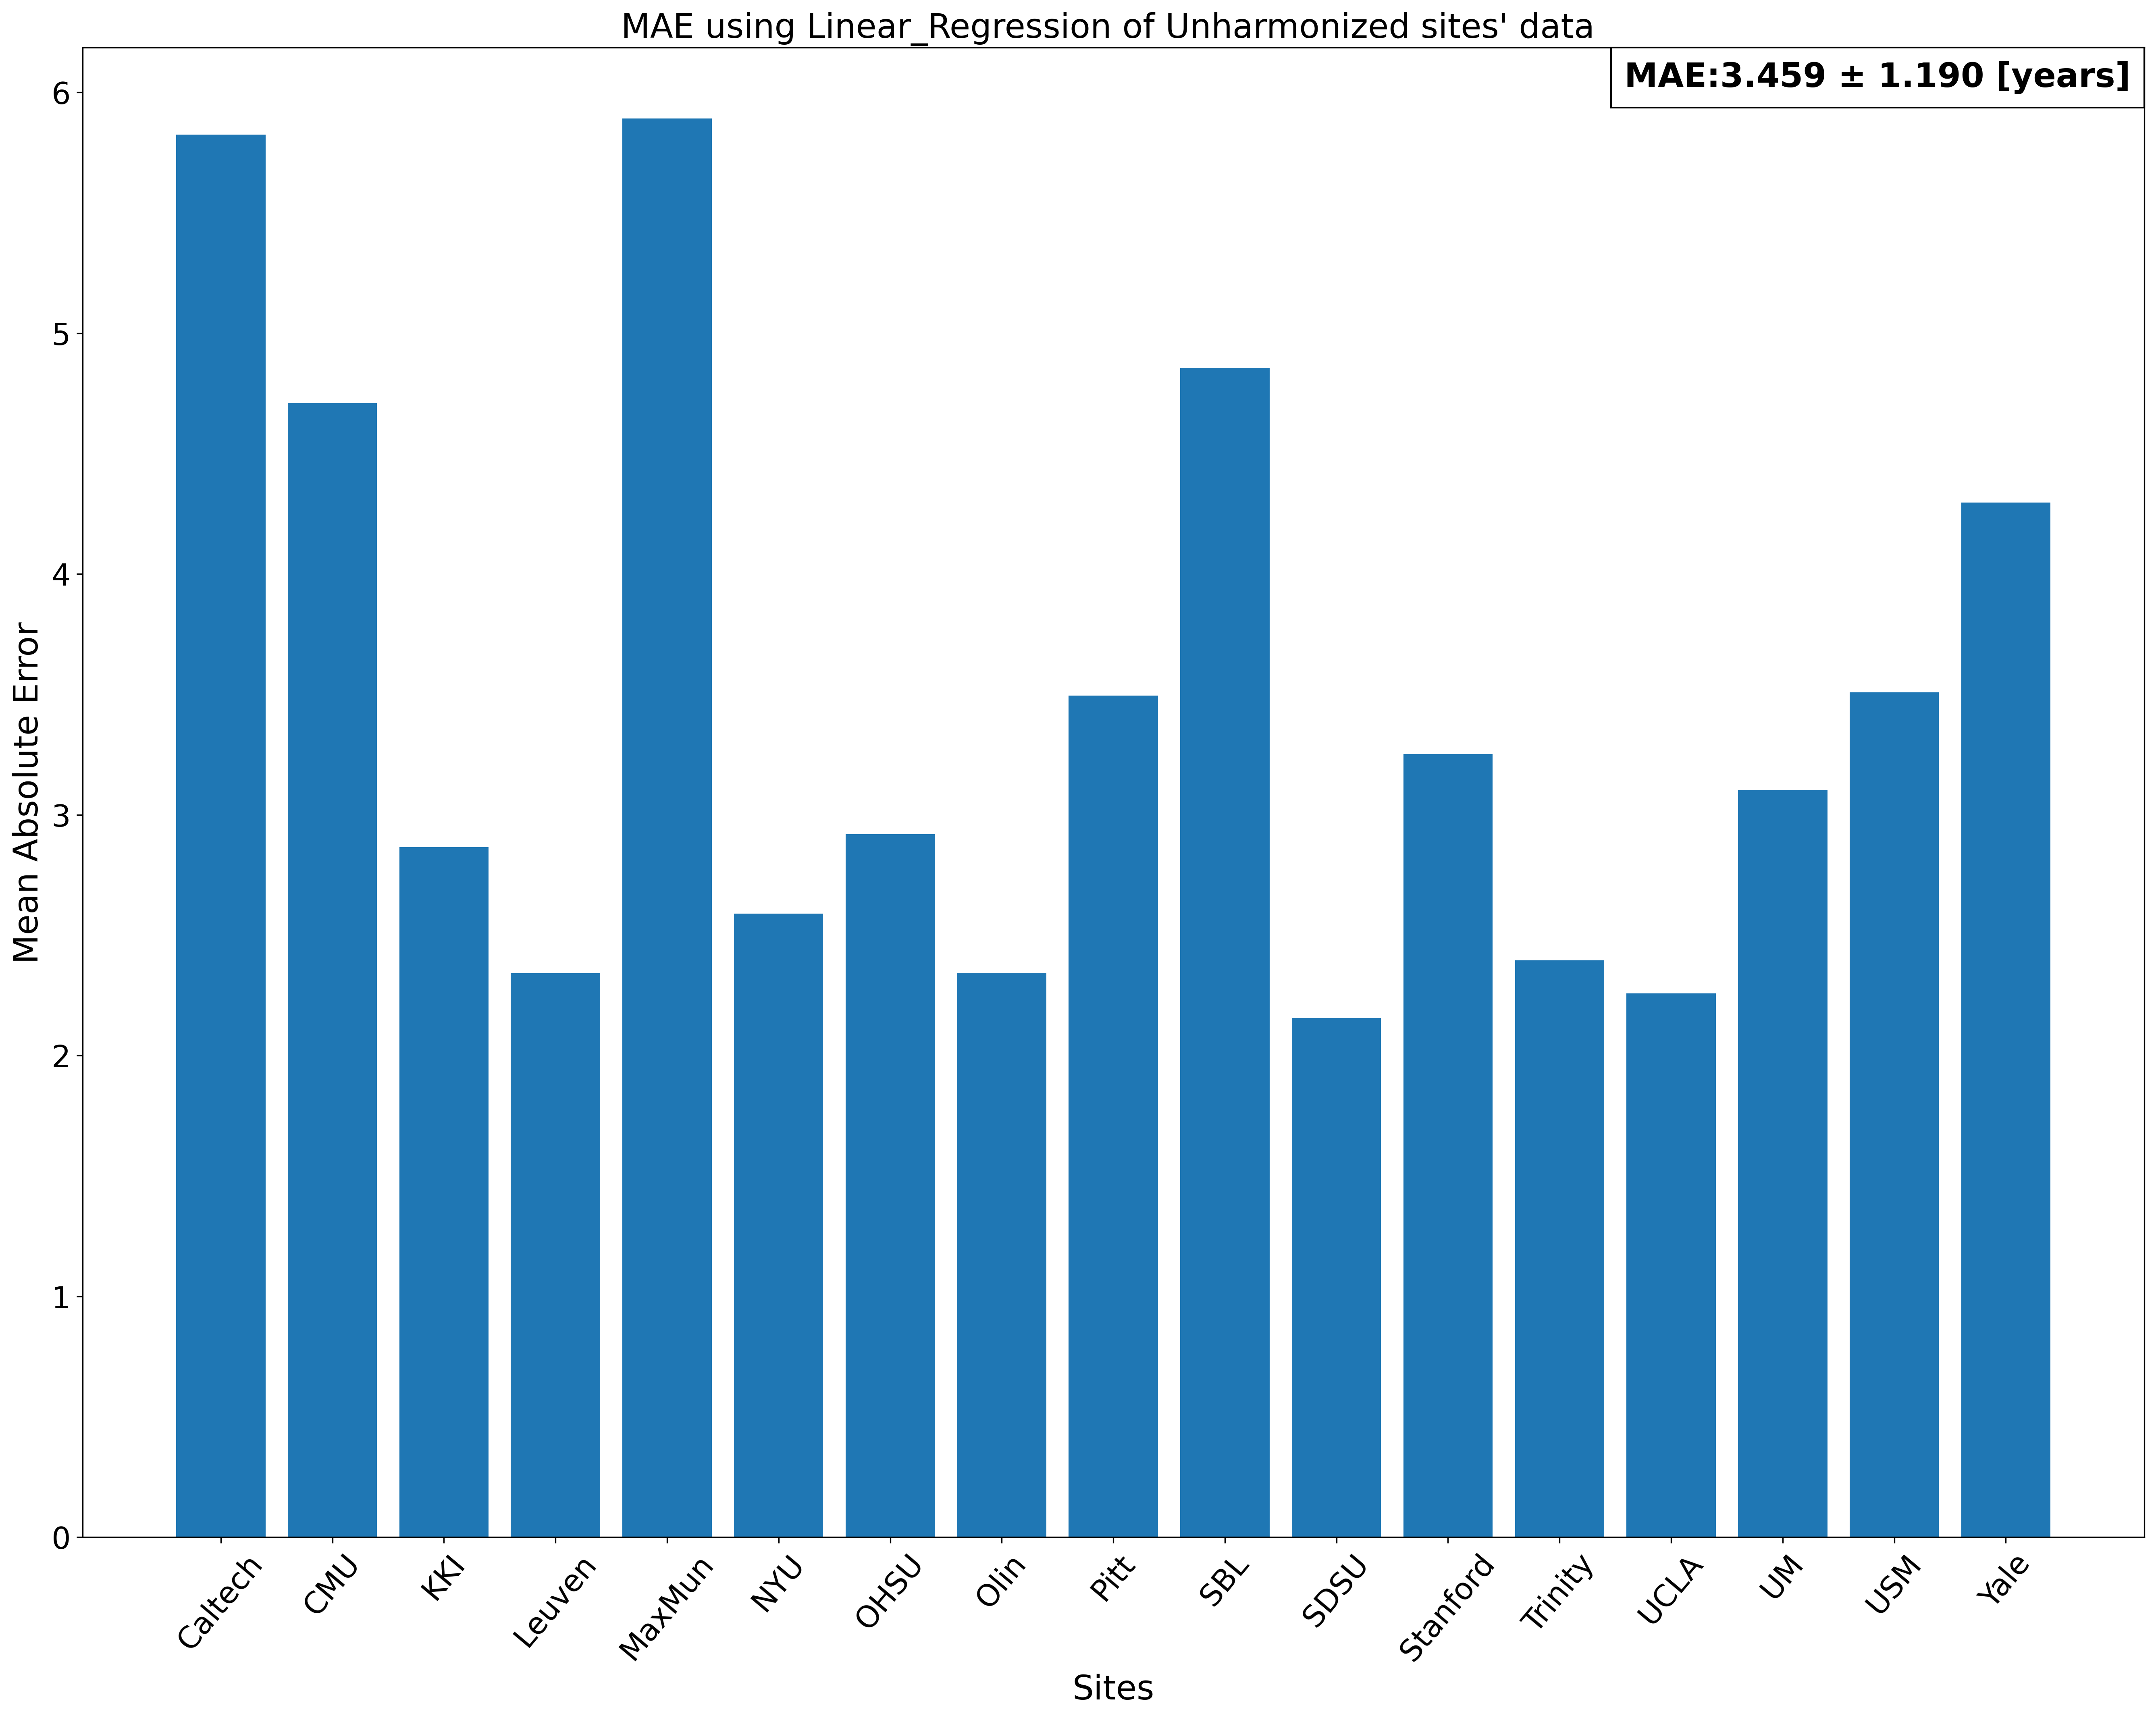 MAE using Linear_Regression of Unharmonized sites' data
MAE:3.459 ± 1.190 [years]
Mean Absolute Error
6
5
4
3
2
1
0
Caltech
CMU
KKI
Leuven
MaxMun
NYU
OHSU
Olin
Pitt
SBL
SDSU
Stanford
Trinity
UCLA
UM
USM
Yale
Sites